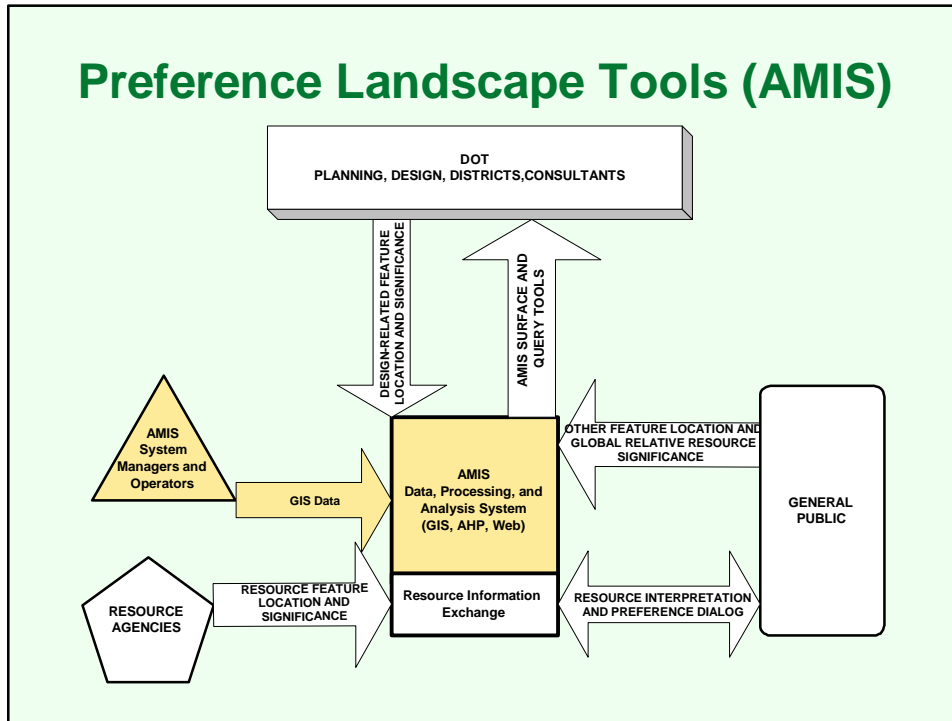 Preference Landscape Tools (AMIS)
DOT
PLANNING, DESIGN, DISTRICTS,CONSULTANTS
DESIGN-RELATED FEATURE
LOCATION AND SIGNIFICANCE
AMIS SURFACE AND
QUERY TOOLS
AMIS
System
Managers and
Operators
GIS Data
AMIS
Data, Processing, and
Analysis System
(GIS, AHP, Web)
OTHER FEATURE LOCATION AND
GLOBAL RELATIVE RESOURCE
SIGNIFICANCE
GENERAL
PUBLIC
RESOURCE
AGENCIES
RESOURCE FEATURE
LOCATION AND
SIGNIFICANCE
Resource Information
Exchange
RESOURCE INTERPRETATION
AND PREFERENCE DIALOG